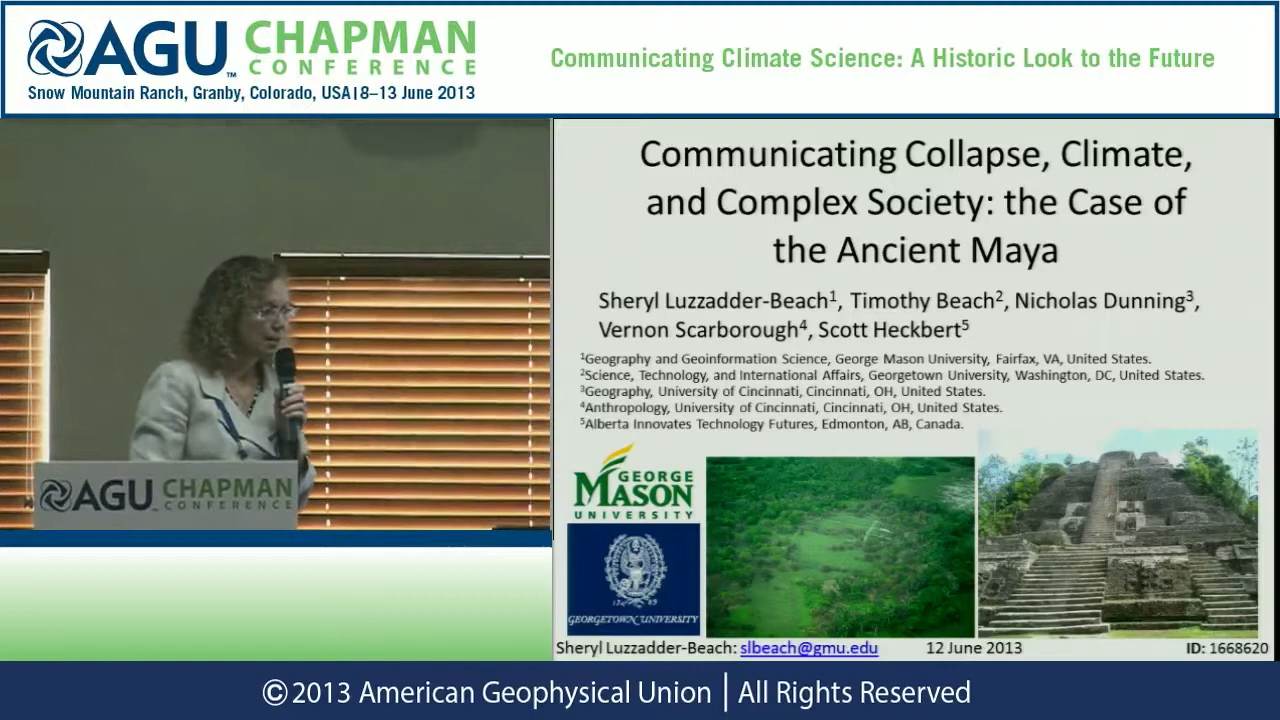 AGU CHAPMAN
™ CONFERENCE
Snow Mountain Ranch, Granby, Colorado, USA|8–13 June 2013
Communicating Climate Science: A Historic Look to the Future
AGU CHAPMAN
CONFERENCE
Communicating Collapse, Climate,
and Complex Society: the Case of
the Ancient Maya
Sheryl Luzzadder-Beach¹, Timothy Beach², Nicholas Dunning³,
Vernon Scarborough⁴, Scott Heckbert⁵
¹Geography and Geoinformation Science, George Mason University, Fairfax, VA, United States.
²Science, Technology, and International Affairs, Georgetown University, Washington, DC, United States.
³Geography, University of Cincinnati, Cincinnati, OH, United States.
⁴Anthropology, University of Cincinnati, Cincinnati, OH, United States.
⁵Alberta Innovates Technology Futures, Edmonton, AB, Canada.
GEORGE
MASON
UNIVERSITY
GEORGETOWN UNIVERSITY
Sheryl Luzzadder-Beach: slbeach@gmu.edu 12 June 2013 ID: 1668620
©2013 American Geophysical Union | All Rights Reserved